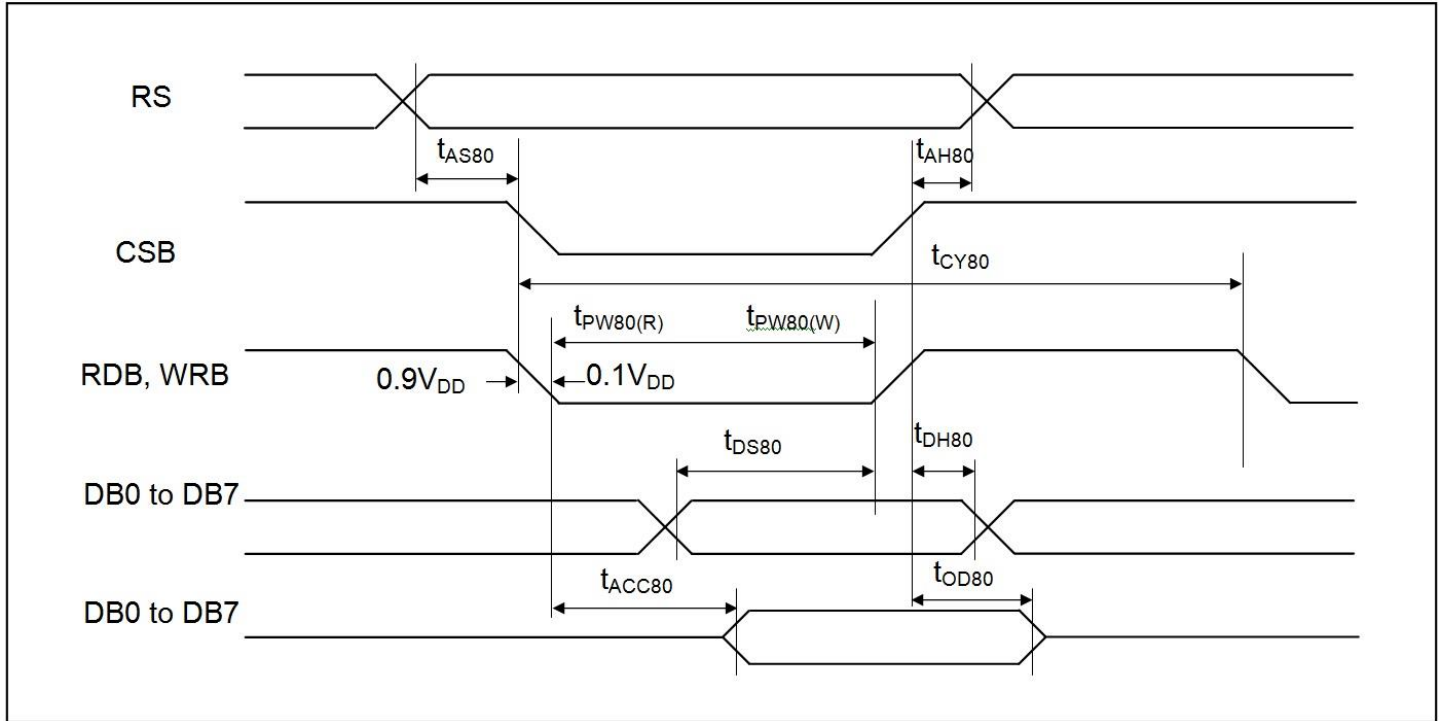 RS
tAS80
tAH80
CSB
tCY80
tPW80(R)
tPW80(W)
RDB, WRB
0.9VDD
0.1VDD
tDS80
tDH80
DB0 to DB7
tACC80
tOD80
DB0 to DB7